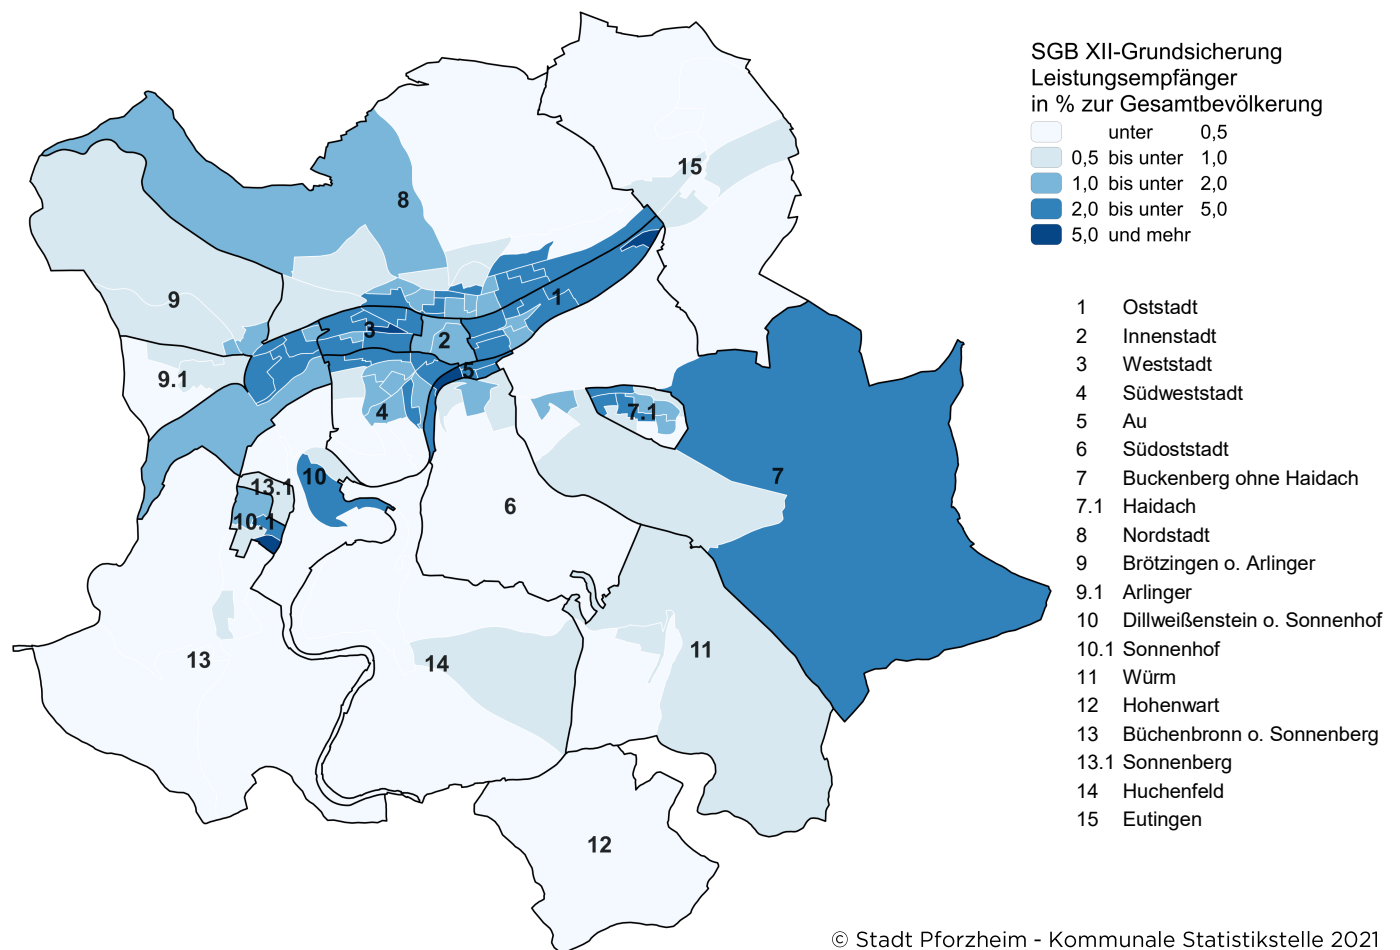 SGB XII-Grundsicherung
Leistungsempfänger
in % zur Gesamtbevölkerung
unter 0,5
0,5 bis unter 1,0
1,0 bis unter 2,0
2,0 bis unter 5,0
5,0 und mehr
1 Oststadt
2 Innenstadt
3 Weststadt
4 Südweststadt
5 Au
6 Südoststadt
7 Buckenberg ohne Haidach
7.1 Haidach
8 Nordstadt
9 Brötzingen o. Arlinger
9.1 Arlinger
10 Dillweißenstein o. Sonnenhof
10.1 Sonnenhof
11 Würm
12 Hohenwart
13 Büchenbronn o. Sonnenberg
13.1 Sonnenberg
14 Huchenfeld
15 Eutingen
15
8
9
1
3
2
5
9.1
4
7.1
10
7
13.1
6
10.1
11
13
14
12
© Stadt Pforzheim - Kommunale Statistikstelle 2021